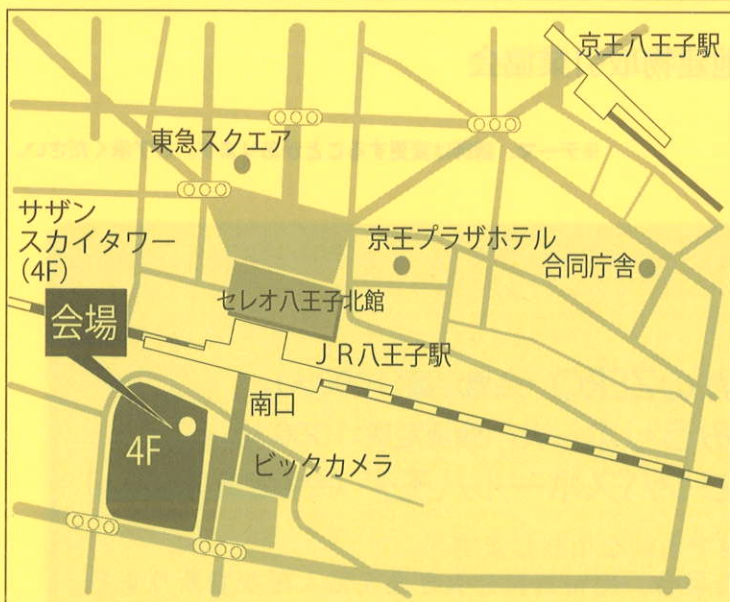 京王八王子駅
東急スクエア
サザン
スカイタワー
(4F)
京王プラザホテル
合同庁舎
セレオ八王子北館
会場
JR八王子駅
南口
4F
ビックカメラ